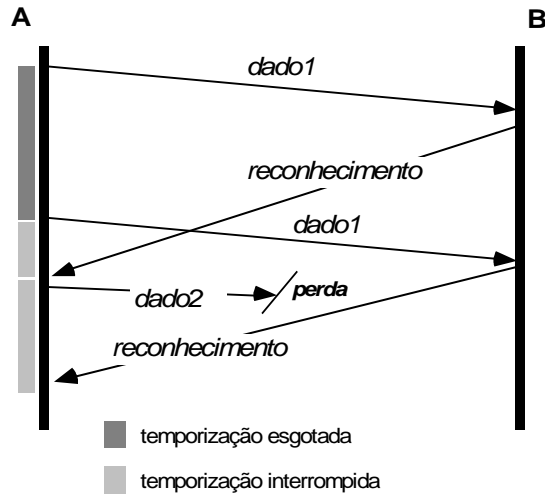 A
B
dado1
reconhecimento
dado1
perda
dado2
reconhecimento
temporização esgotada
temporização interrompida